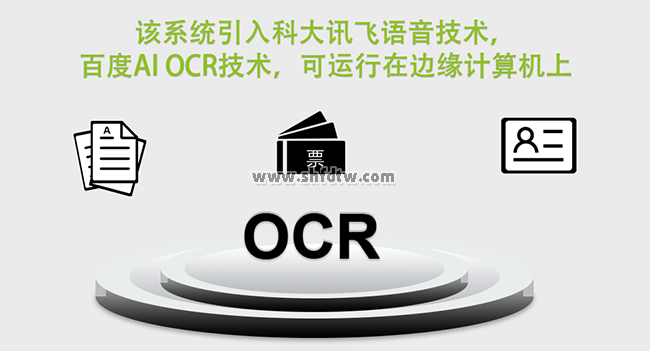 该系统引入科大讯飞语音技术，
百度AI OCR技术，可运行在边缘计算机上
A
票
www.shfdtw.com
OCR